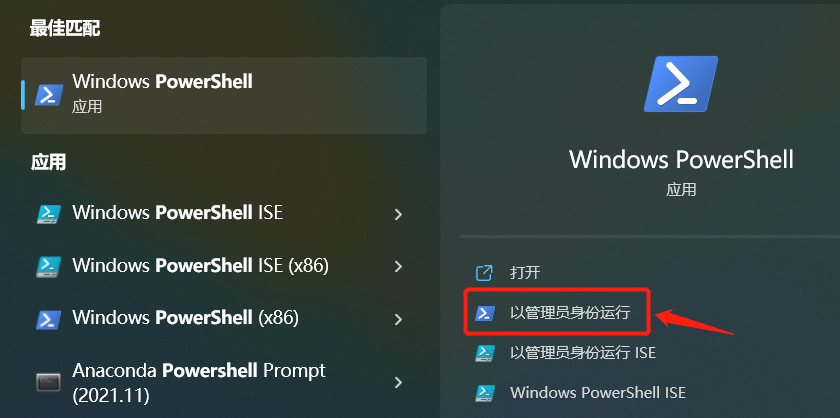 最佳匹配
Windows PowerShell
应用
应用
Windows PowerShell ISE
Windows PowerShell ISE (x86)
Windows PowerShell (x86)
Anaconda Powershell Prompt
(2021.11)
Windows PowerShell
应用
打开
以管理员身份运行
以管理员身份运行 ISE
Windows PowerShell ISE